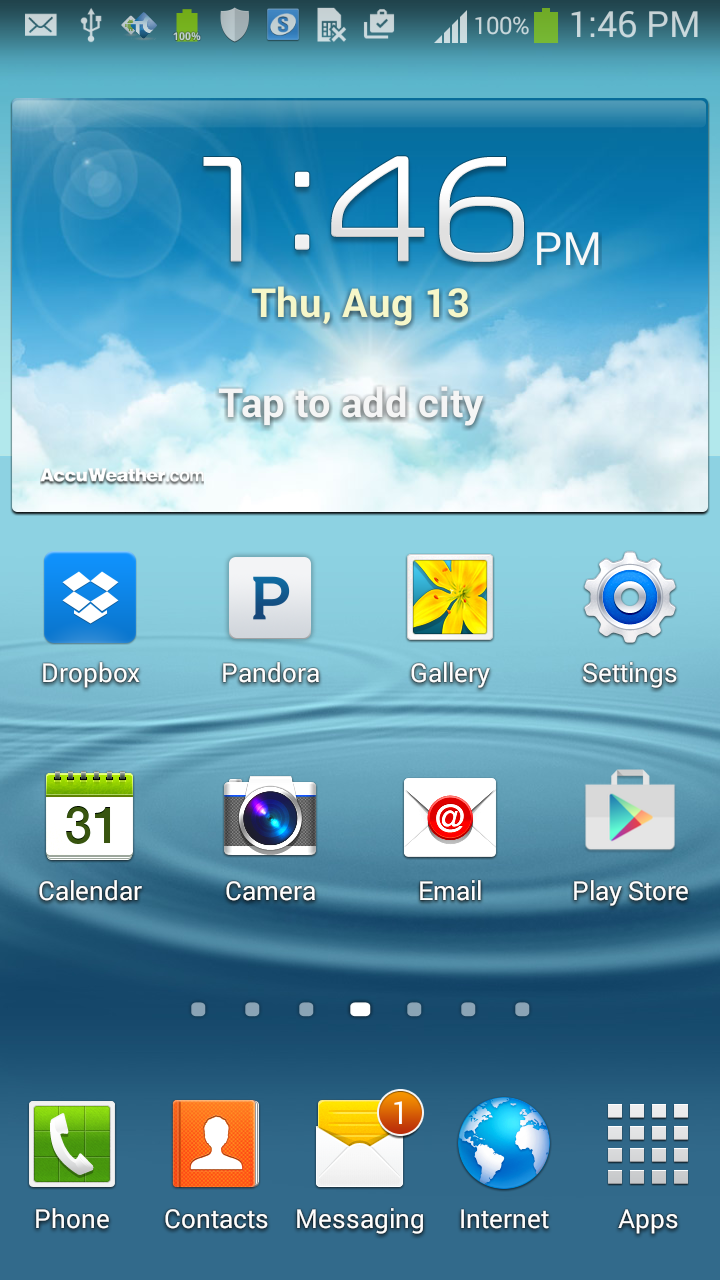 100% 100% 1:46 PM
1:46 PM
Thu, Aug 13
Tap to add city
AccuWeather.com
P
Dropbox Pandora Gallery Settings
31 @
Calendar Camera Email Play Store
1
Phone Contacts Messaging Internet Apps